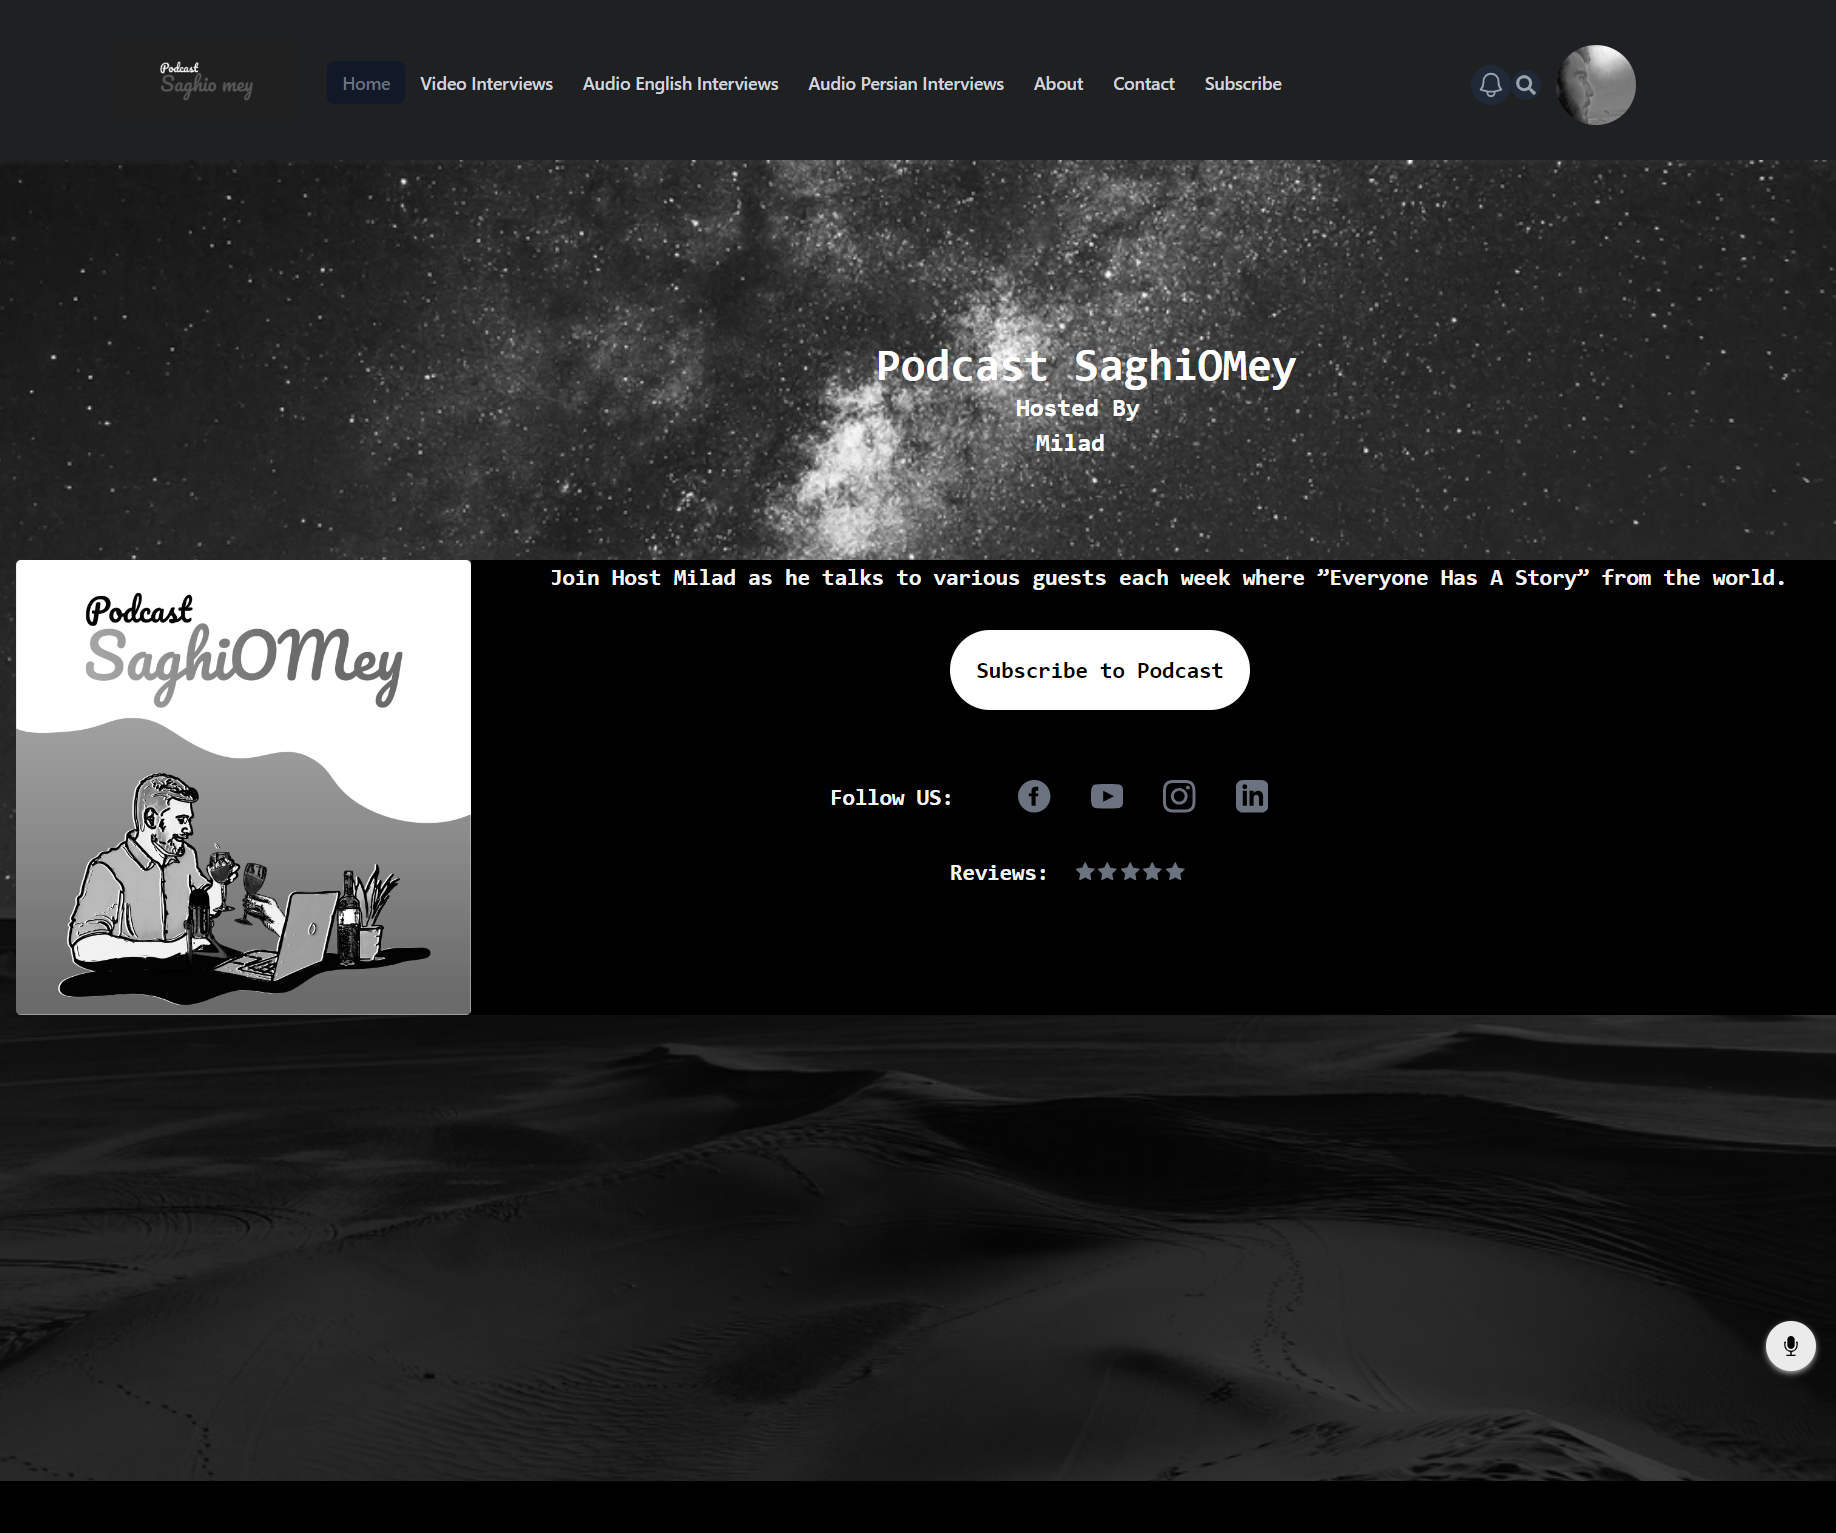 Podcast
Saghio mey
Home
Video Interviews
Audio English Interviews
Audio Persian Interviews
About
Contact
Subscribe
Podcast SaghiOMey
Hosted By
Milad
Podcast
SaghiOMey
Join Host Milad as he talks to various guests each week where ”Everyone Has A Story” from the world.
Subscribe to Podcast
Follow US:
Reviews: